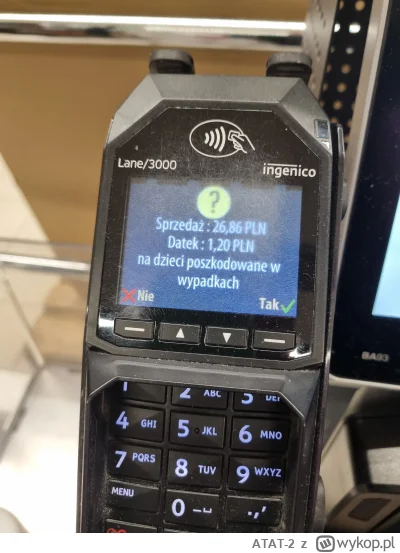 Lane/3000 ingenico
?
Sprzedaż : 26,86 PLN
Datek : 1,20 PLN
na dzieci poszkodowane w
wypadkach
Nie Tak
BA93
1 2 ABC 3 DEF
4 GHI 5 JKL 6 MNO
7 PQRS 8 TUV 9 WXYZ
MENU 0 .,'
ATAT-2 z wykop.pl